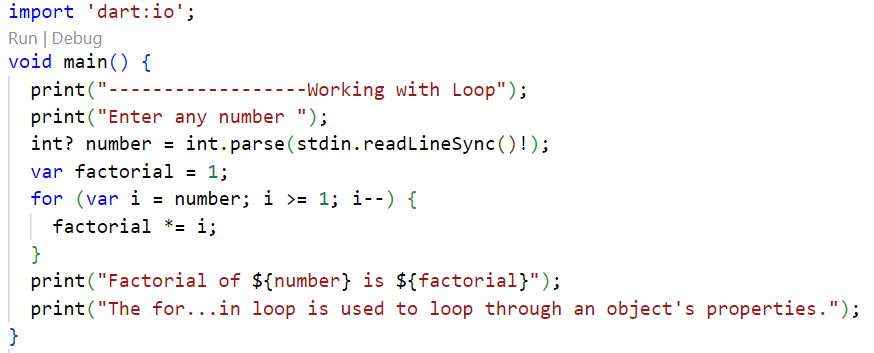 import 'dart:io';
Run | Debug
void main() {
print("------------------Working with Loop");
print("Enter any number ");
int? number = int.parse(stdin.readLineSync()!);
var factorial = 1;
for (var i = number; i >= 1; i--) {
factorial *= i;
}
print("Factorial of ${number} is ${factorial}");
print("The for...in loop is used to loop through an object's properties.");
}